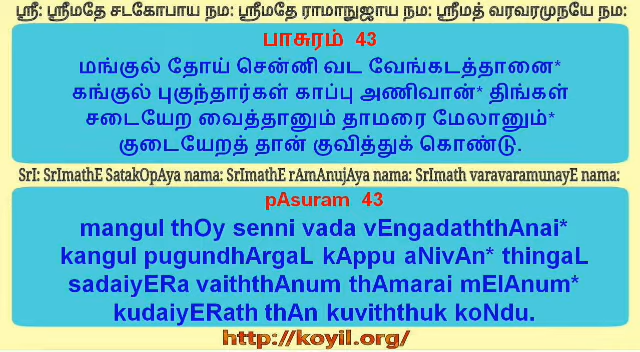 ஸ்ரீ: ஸ்ரீமதே சடகோபாய நம: ஸ்ரீமதே ராமாநுஜாய நம: ஸ்ரீமத் வரவரமுநயே நம:
பாசுரம் 43
மங்குல் தோய் சென்னி வட வேங்கடத்தானை*
கங்குல் புகுந்தார்கள் காப்பு அணிவான்* திங்கள்
சடையேற வைத்தானும் தாமரை மேலானும்*
குடையேறத் தான் குவித்துக் கொண்டு.
SrI: SrImathE SatakOpAya nama: SrImathE rAmAnujAya nama: SrImath varavaramunayE nama:
pAsuram 43
mangul thOy senni vada vEngadaththAnai*
kangul pugundhArgaL kAppu aNivAn* thingaL
sadaiyERa vaiththAnum thAmarai mElAnum*
kudaiyERath thAn kuviththuk koNdu.
http://koyil.org/